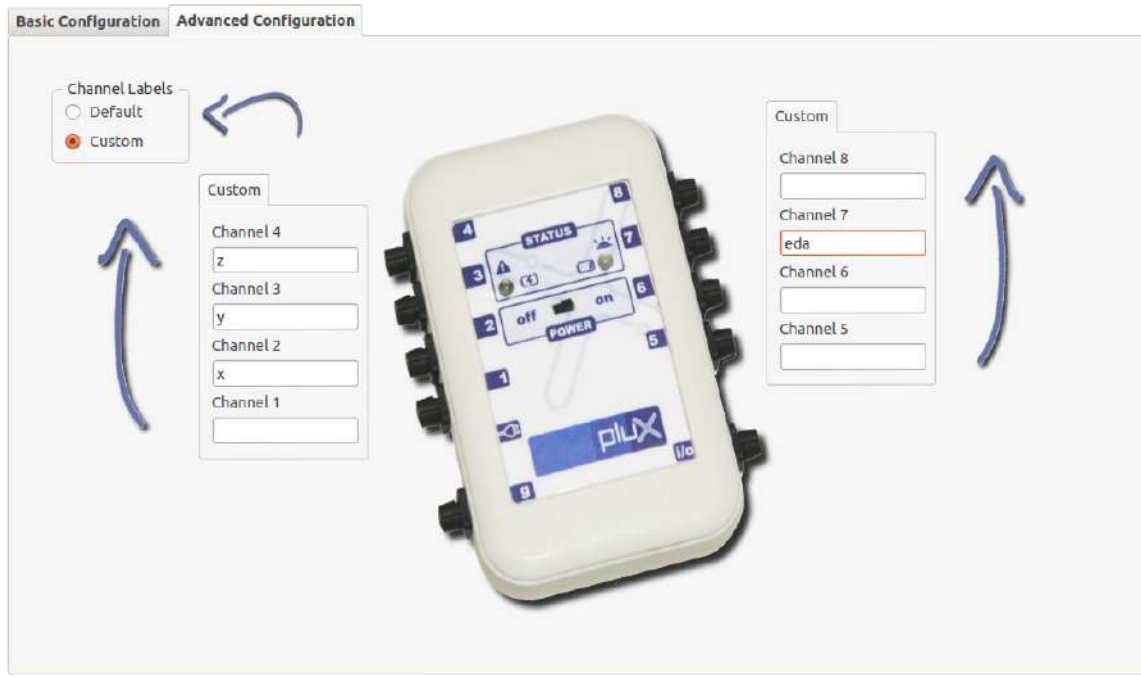 Basic Configuration
Advanced Configuration
Channel Labels
Default
Custom
Custom
Channel 4
z
Channel 3
y
Channel 2
x
Channel 1
Custom
Channel 8
Channel 7
eda
Channel 6
Channel 5
4
8
STATUS
3
7
off
on
POWER
2
6
1
5
plux
i/o
g